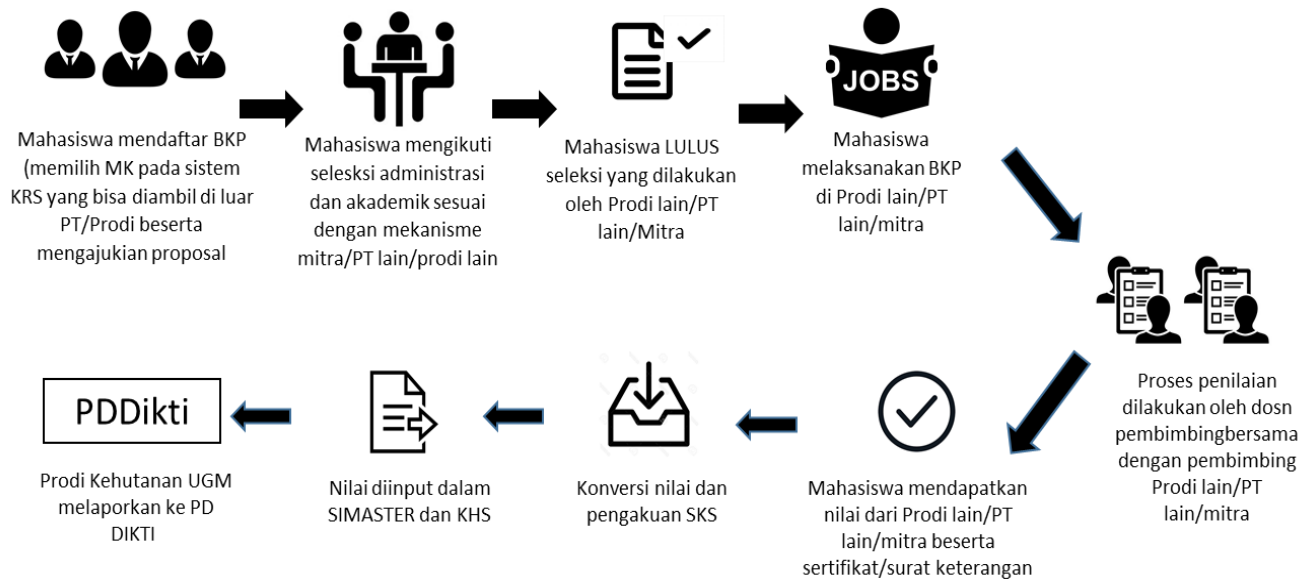 Mahasiswa mendaftar BKP
(memilih MK pada sistem
KRS yang bisa diambil di luar
PT/Prodi beserta
mengajukian proposal
Mahasiswa mengikuti
selesksi administrasi
dan akademik sesuai
dengan mekanisme
mitra/PT lain/prodi lain
Mahasiswa LULUS
seleksi yang dilakukan
oleh Prodi lain/PT
lain/Mitra
JOBS
Mahasiswa
melaksanakan BKP
di Prodi lain/PT
lain/mitra
Proses penilaian
dilakukan oleh dosn
pembimbingbersama
dengan pembimbing
Prodi lain/PT
lain/mitra
Mahasiswa mendapatkan
nilai dari Prodi lain/PT
lain/mitra beserta
sertifikat/surat keterangan
Konversi nilai dan
pengakuan SKS
Nilai diinput dalam
SIMASTER dan KHS
PDDikti
Prodi Kehutanan UGM
melaporkan ke PD
DIKTI